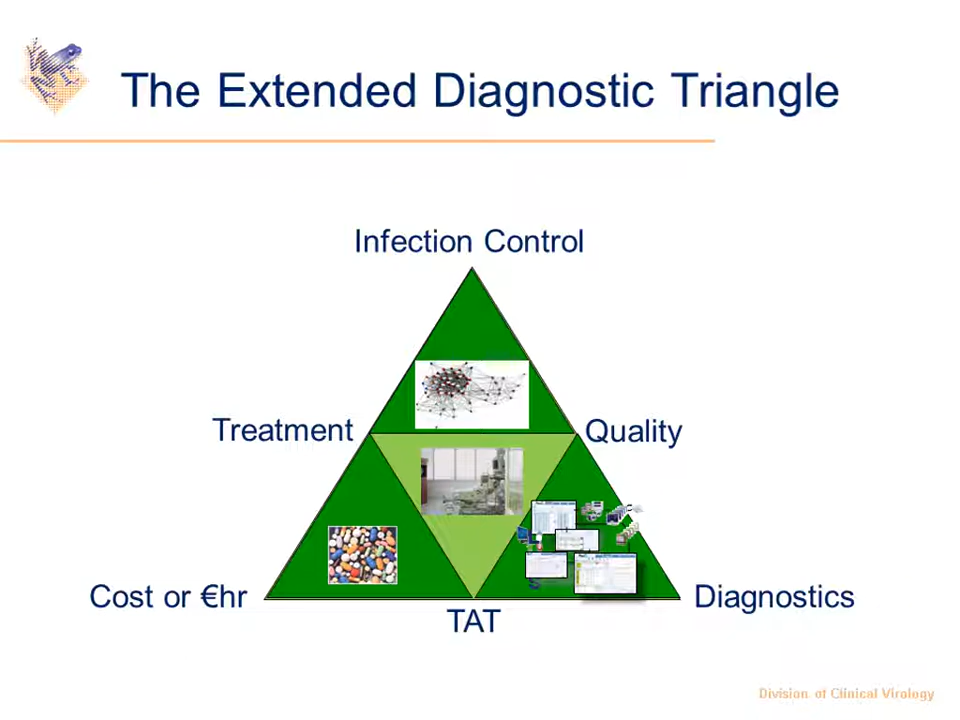 The Extended Diagnostic Triangle
Infection Control
Treatment
Quality
Cost or €hr
Diagnostics
TAT
Division of Clinical Virology